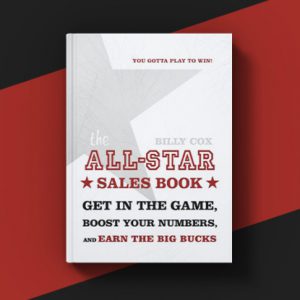 YOU GOTTA PLAY TO WIN!
the
BILLY COX
ALL-STAR
★ SALES BOOK ★
GET IN THE GAME,
BOOST YOUR NUMBERS,
AND EARN THE BIG BUCKS